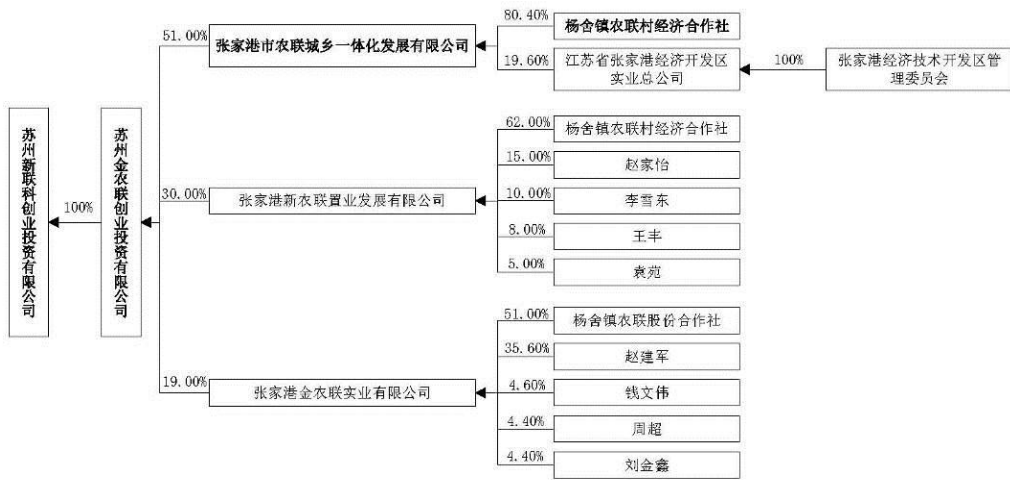 苏州新联科创业投资有限公司
100%
苏州金农联创业投资有限公司
51.00%
张家港市农联城乡一体化发展有限公司
80.40%
杨舍镇农联村经济合作社
19.60%
江苏省张家港经济开发区
实业总公司
100%
张家港经济技术开发区管
理委员会
30.00%
张家港新农联置业发展有限公司
62.00%
杨舍镇农联村经济合作社
15.00%
赵家怡
10.00%
李雪东
8.00%
王丰
5.00%
袁苑
19.00%
张家港金农联实业有限公司
51.00%
杨舍镇农联股份合作社
35.60%
赵建军
4.60%
钱文伟
4.40%
周超
4.40%
刘金鑫